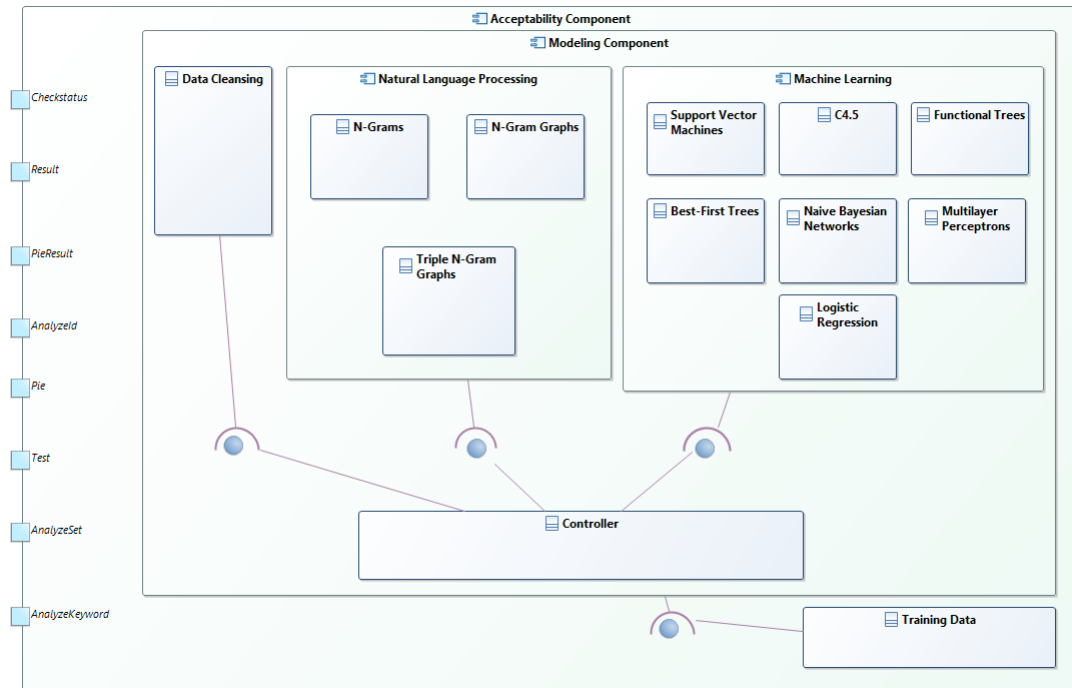 Acceptability Component
Modeling Component
Data Cleansing
Natural Language Processing
Machine Learning
N-Grams
N-Gram Graphs
Triple N-Gram
Graphs
Support Vector
Machines
C4.5
Functional Trees
Best-First Trees
Naive Bayesian
Networks
Multilayer
Perceptrons
Logistic
Regression
Checkstatus
Result
PieResult
AnalyzeId
Pie
Test
AnalyzeSet
AnalyzeKeyword
Controller
Training Data